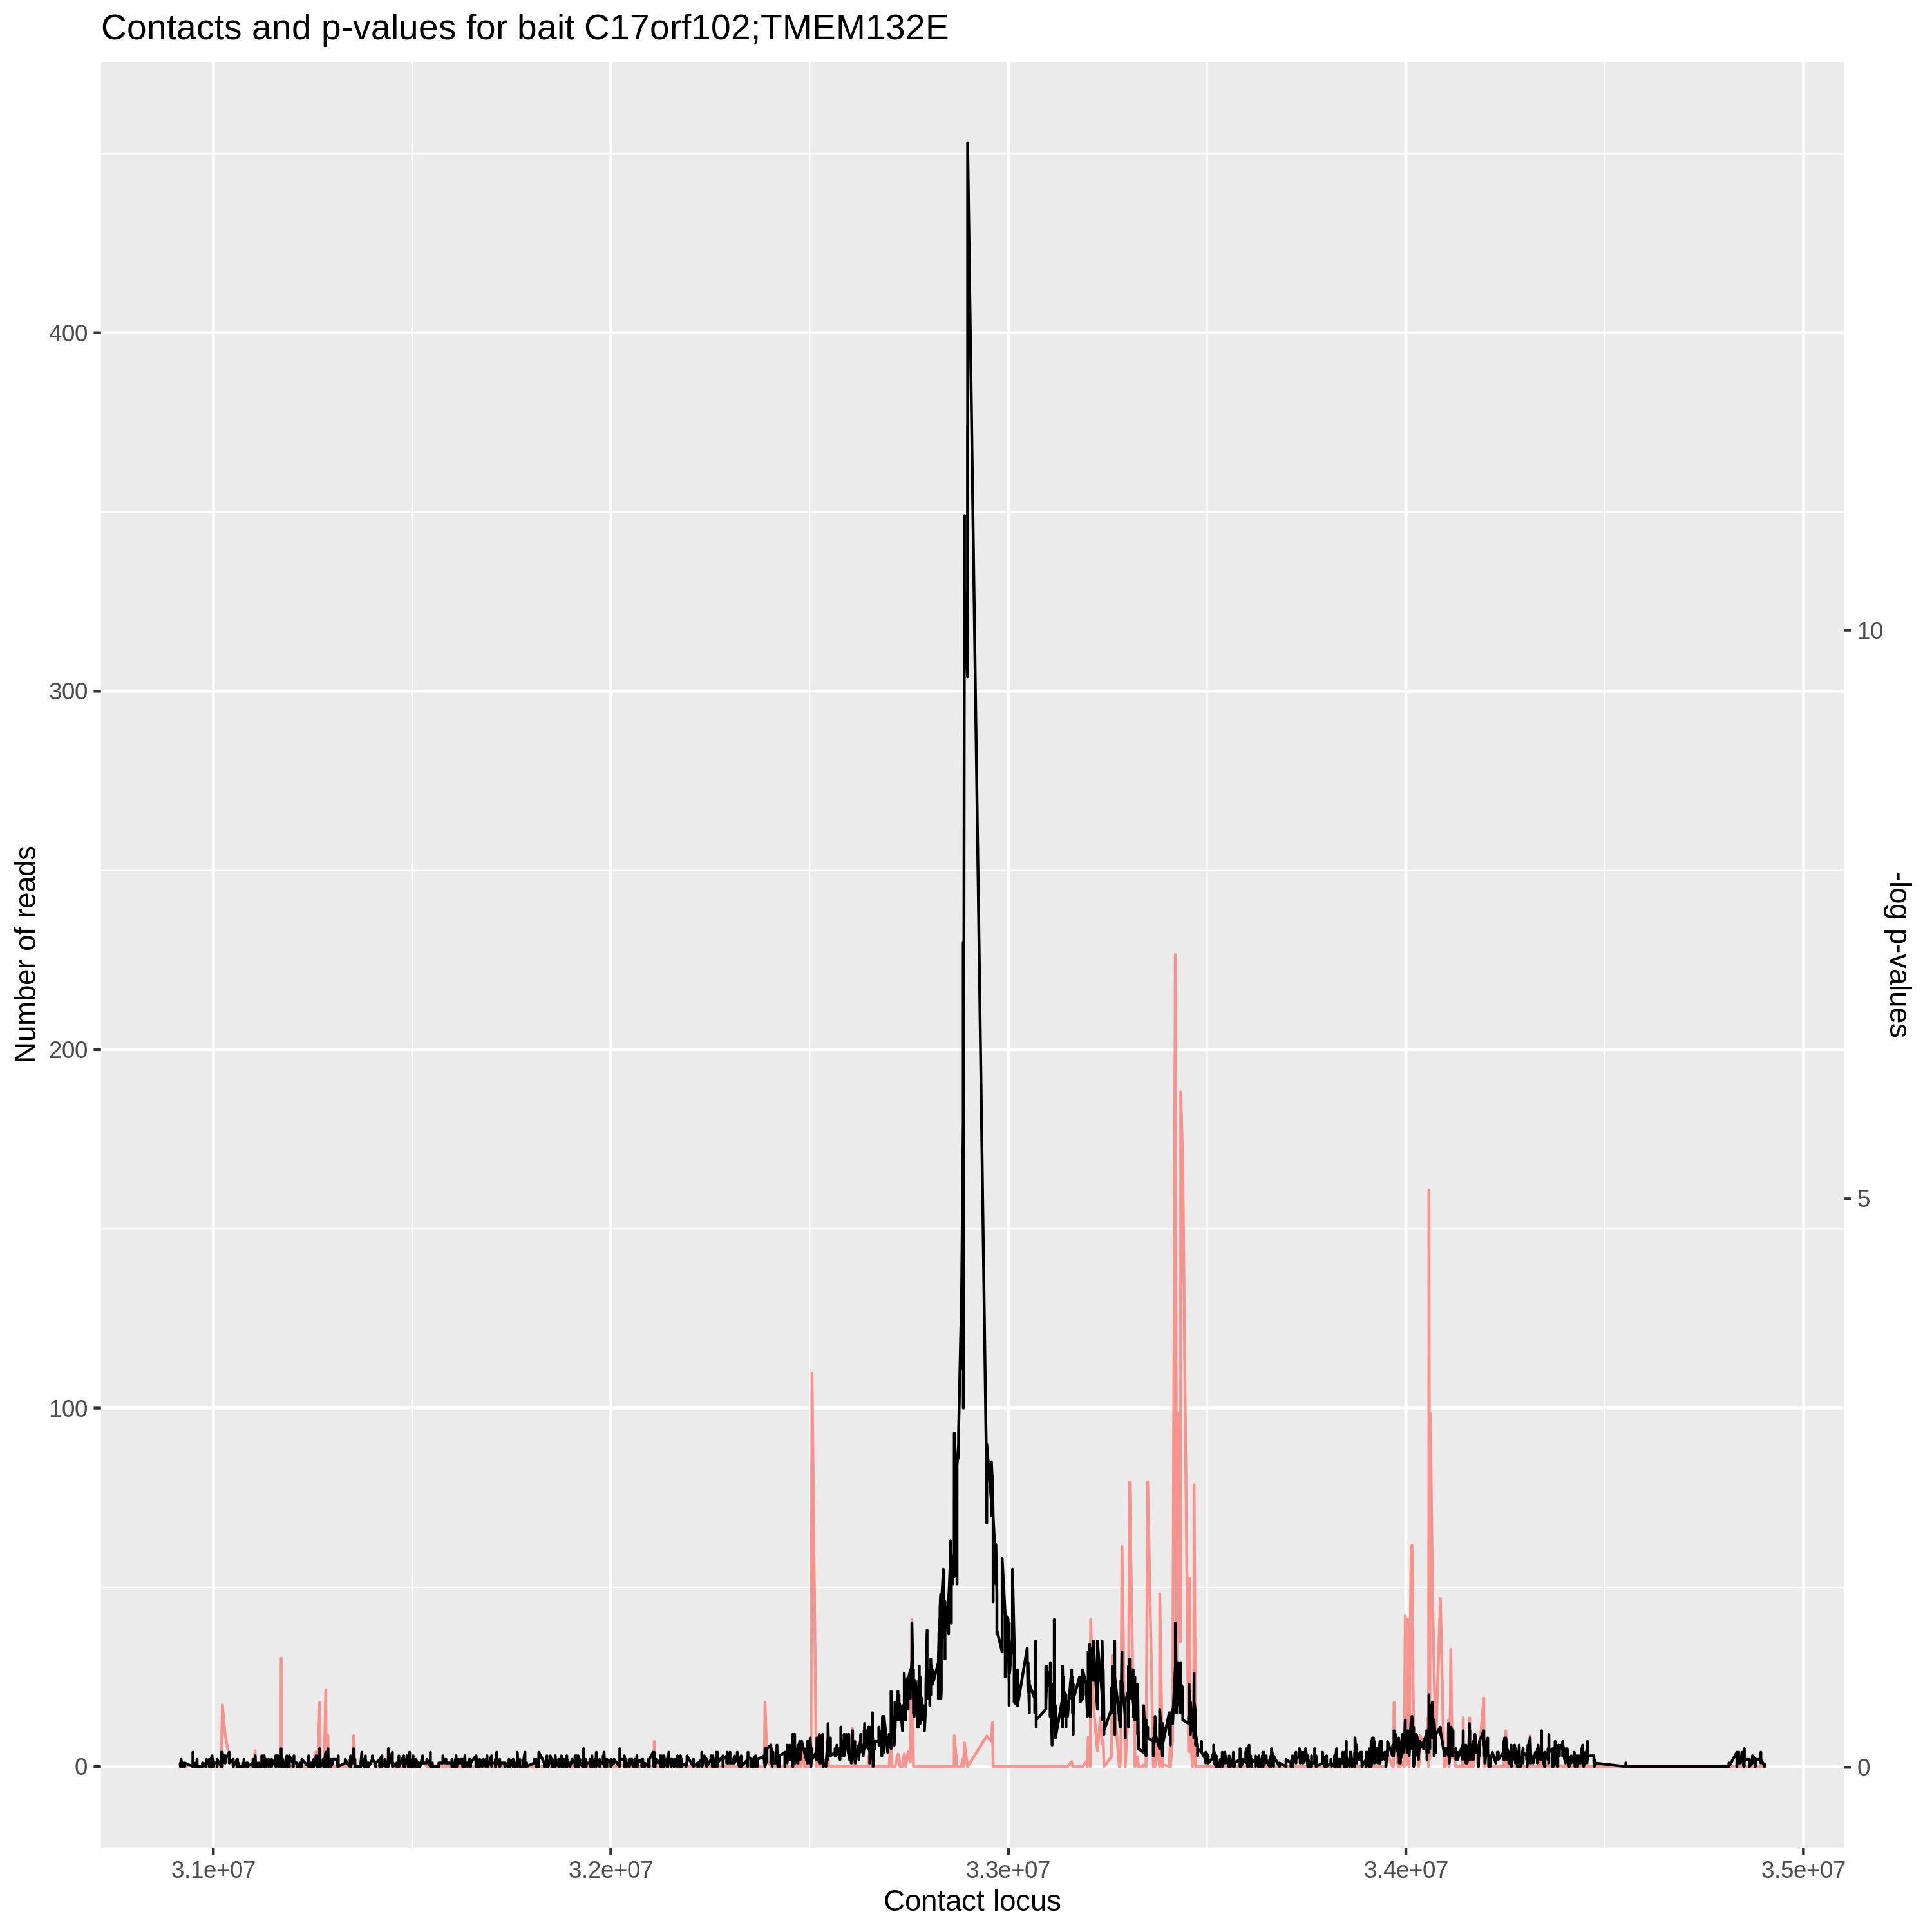 Contacts and p-values for bait C17orf102;TMEM132E
400
300
200
100
0
Number of reads
10
5
0
-log p-values
3.1e+07
3.2e+07
3.3e+07
3.4e+07
3.5e+07
Contact locus